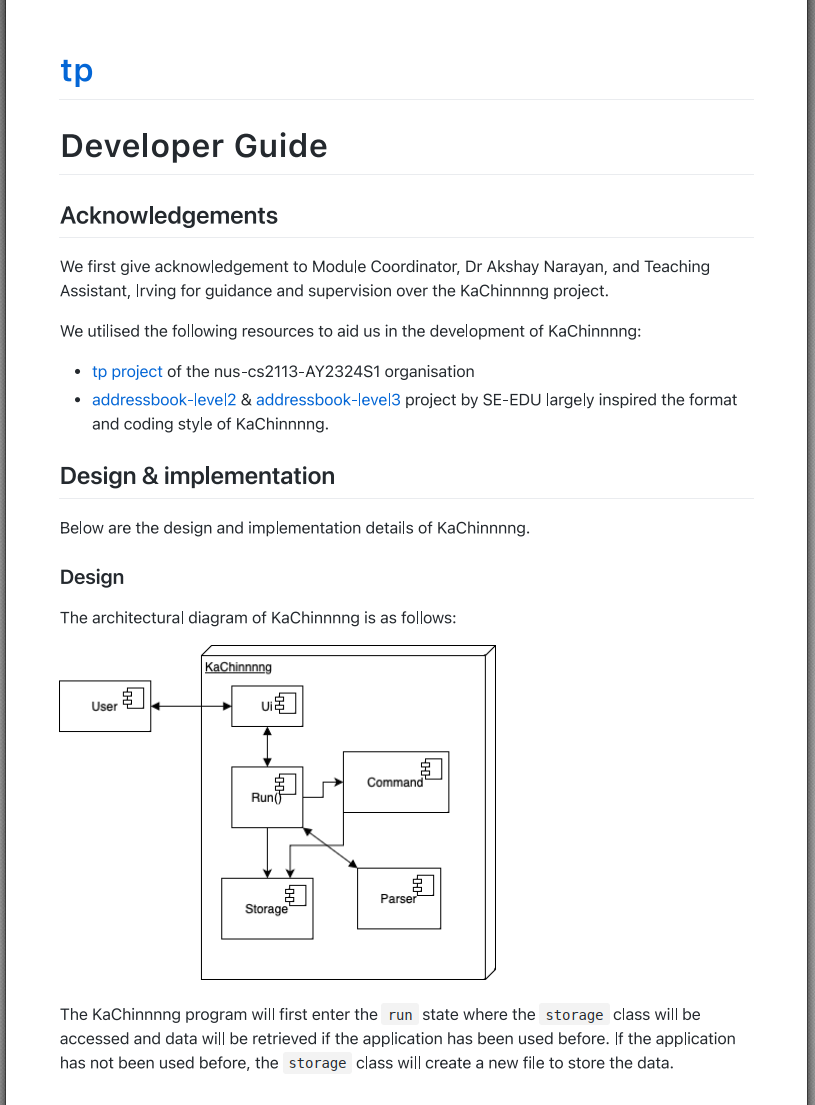 tp
Developer Guide
Acknowledgements
We first give acknowledgement to Module Coordinator, Dr Akshay Narayan, and Teaching
Assistant, Irving for guidance and supervision over the KaChinnnng project.
We utilised the following resources to aid us in the development of KaChinnnng:
• tp project of the nus-cs2113-AY2324S1 organisation
• addressbook-level2 & addressbook-level3 project by SE-EDU largely inspired the format
and coding style of KaChinnnng.
Design & implementation
Below are the design and implementation details of KaChinnnng.
Design
The architectural diagram of KaChinnnng is as follows:
KaChinnnng
User
Ui
Run()
Command
Storage
Parser
The KaChinnnng program will first enter the run state where the storage class will be
accessed and data will be retrieved if the application has been used before. If the application
has not been used before, the storage class will create a new file to store the data.